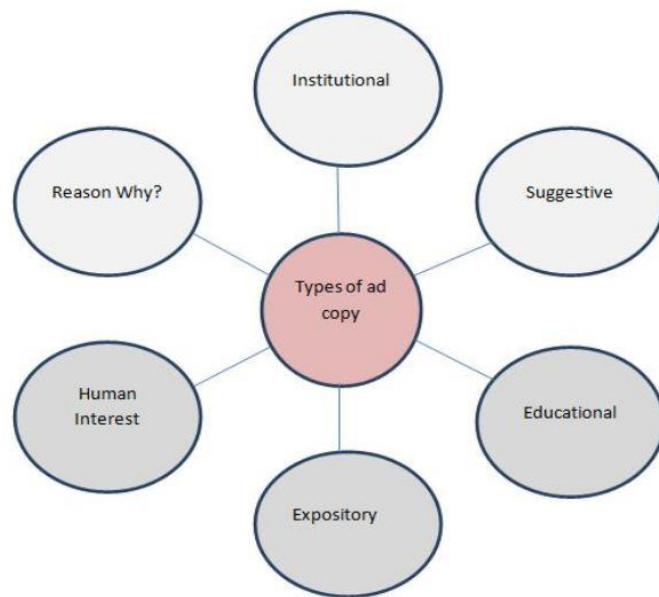 Institutional
Reason Why?
Suggestive
Types of ad
copy
Human
Interest
Educational
Expository